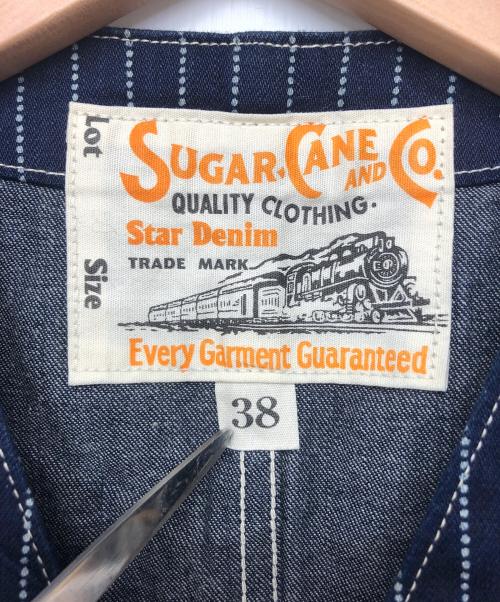 Lot
Size
SUGAR CANE
AND CO.
QUALITY CLOTHING.
Star Denim
TRADE MARK
Every Garment Guaranteed
38